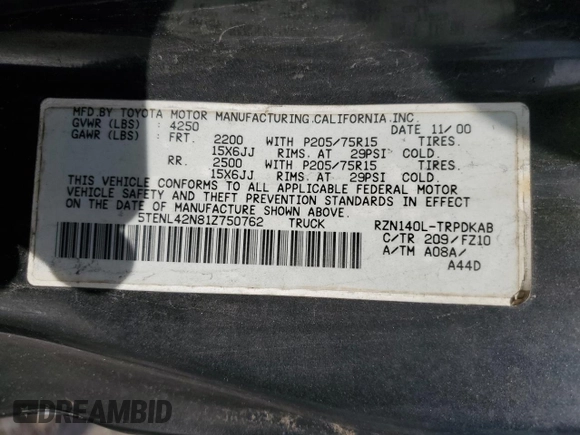 MFD BY TOYOTA MOTOR MANUFACTURING,CALIFORNIA,INC.
GVWR (LBS) : 4250 DATE 11/00
GAWR (LBS) : FRT. 2200 WITH P205/75R15 TIRES.
15X6JJ RIMS. AT 29PSI COLD.
RR. 2500 WITH P205/75R15 TIRES.
15X6JJ RIMS. AT 29PSI COLD.
THIS VEHICLE CONFORMS TO ALL APPLICABLE FEDERAL MOTOR
VEHICLE SAFETY AND THEFT PREVENTION STANDARDS IN EFFECT
ON THE DATE OF MANUFACTURE SHOWN ABOVE.
5TENL42N81Z750762 TRUCK RZN140L-TRPDKAB
C/TR 209/FZ10
A/TM A08A/
A44D
DREAMBID